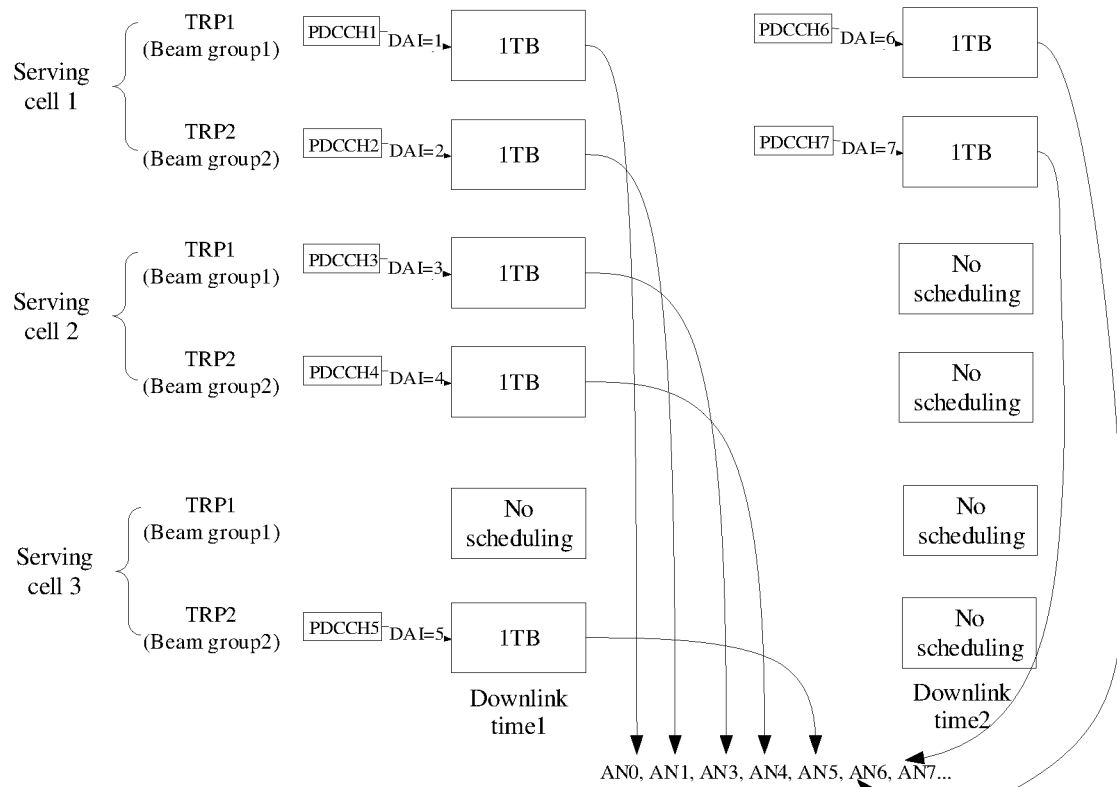 Serving
cell 1
TRP1
(Beam group1)
PDCCH1
DAI=1
1TB
PDCCH6
DAI=6
1TB
TRP2
(Beam group2)
PDCCH2
DAI=2
1TB
PDCCH7
DAI=7
1TB
Serving
cell 2
TRP1
(Beam group1)
PDCCH3
DAI=3
1TB
No
scheduling
TRP2
(Beam group2)
PDCCH4
DAI=4
1TB
No
scheduling
Serving
cell 3
TRP1
(Beam group1)
No
scheduling
No
scheduling
TRP2
(Beam group2)
PDCCH5
DAI=5
1TB
No
scheduling
Downlink
time1
Downlink
time2
AN0, AN1, AN3, AN4, AN5, AN6, AN7...